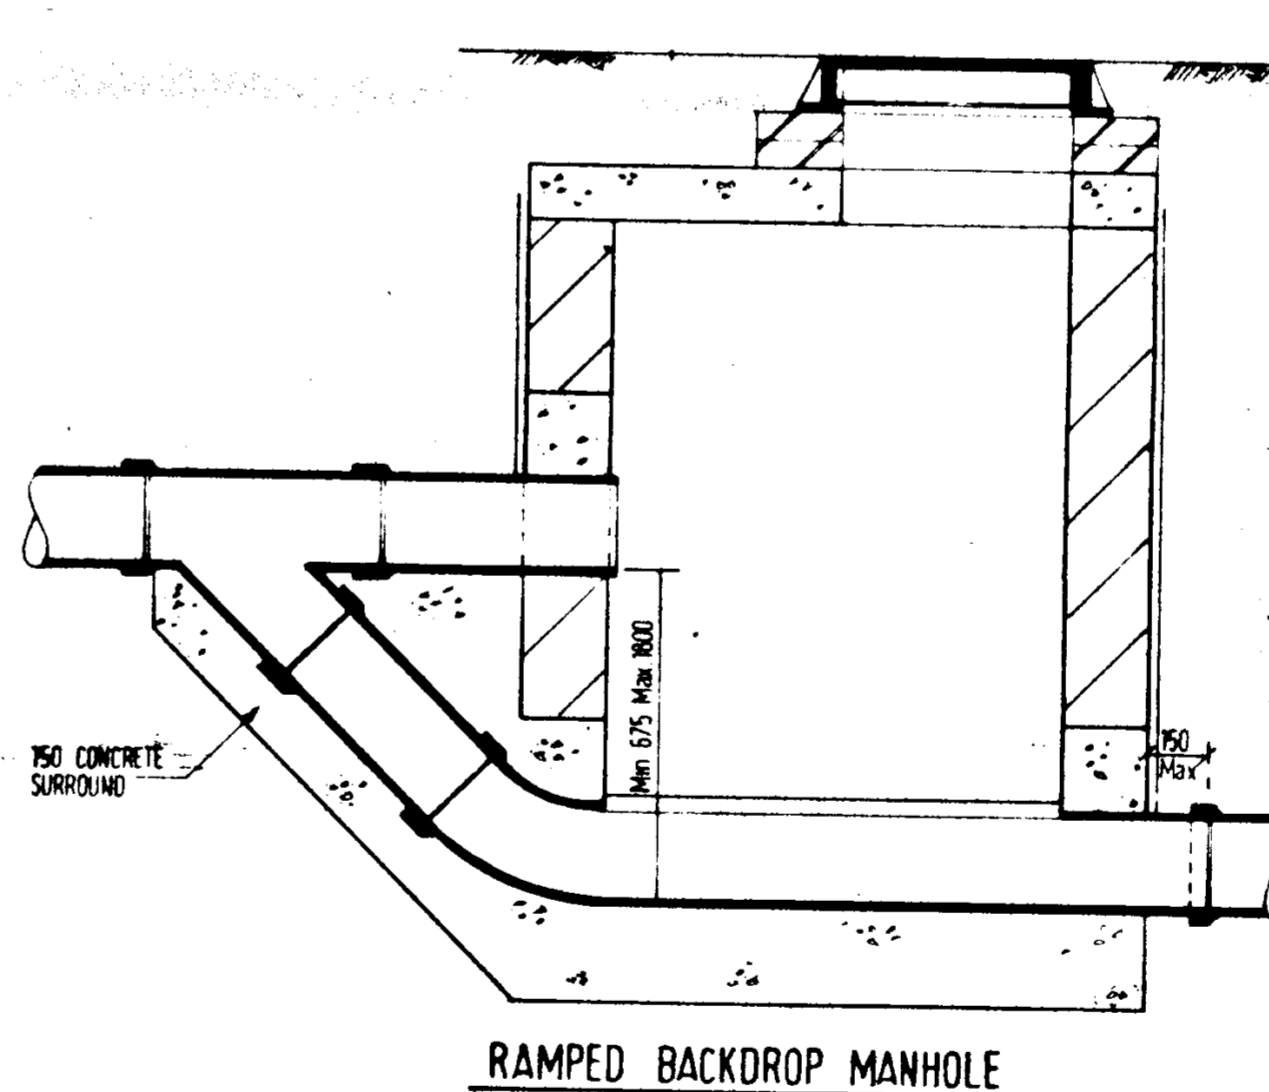 Min 675 Max 1800
150 CONCRETE
SURROUND
150
Max
RAMPED BACKDROP MANHOLE